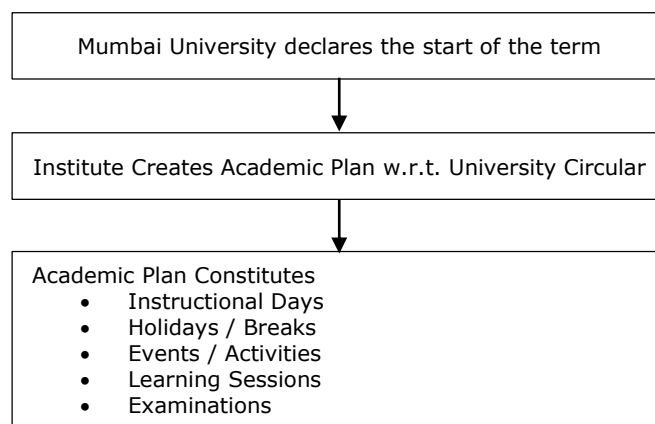 Mumbai University declares the start of the term
Institute Creates Academic Plan w.r.t. University Circular
Academic Plan Constitutes
• Instructional Days
• Holidays / Breaks
• Events / Activities
• Learning Sessions
• Examinations